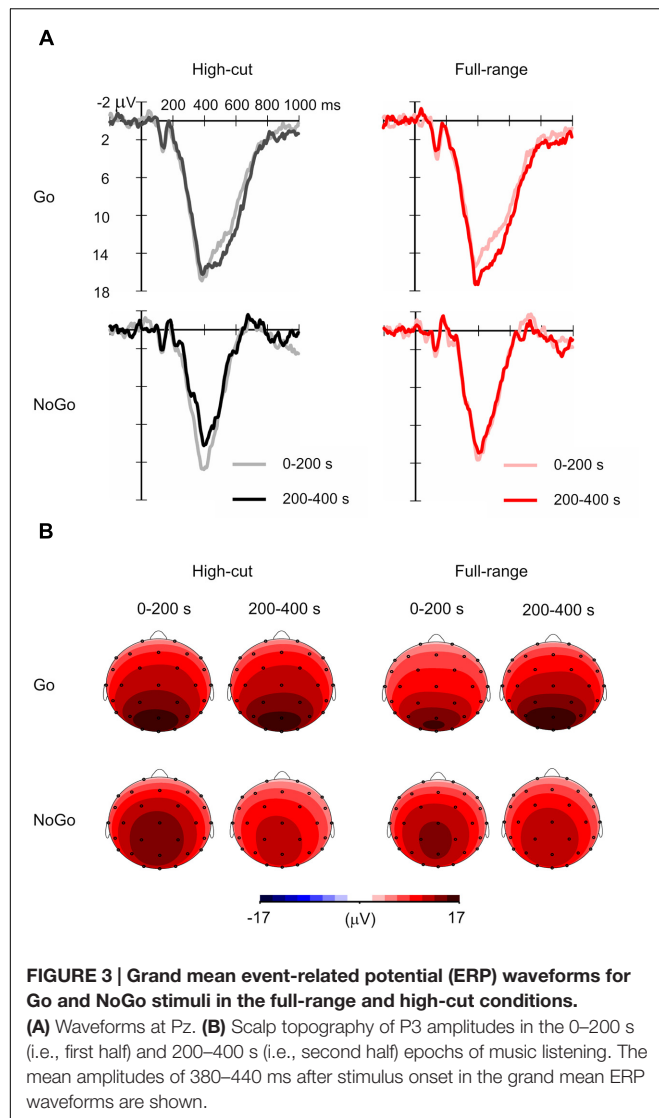 A
High-cut Full-range
-2 μV 200 400 600 800 1000 ms
2
6
Go
10
14
18
NoGo
0-200 s 0-200 s
200-400 s 200-400 s
B
High-cut Full-range
0-200 s 200-400 s 0-200 s 200-400 s
Go
NoGo
-17 (μV) 17
FIGURE 3 | Grand mean event-related potential (ERP) waveforms for
Go and NoGo stimuli in the full-range and high-cut conditions.
(A) Waveforms at Pz. (B) Scalp topography of P3 amplitudes in the 0–200 s
(i.e., first half) and 200–400 s (i.e., second half) epochs of music listening. The
mean amplitudes of 380–440 ms after stimulus onset in the grand mean ERP
waveforms are shown.